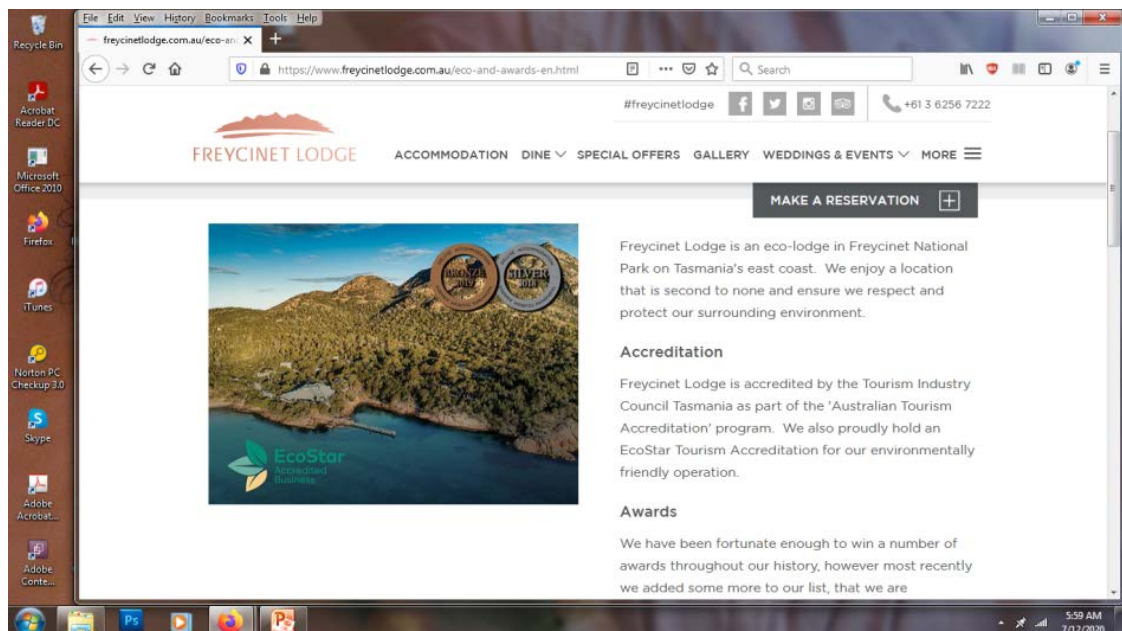 File Edit View History Bookmarks Tools Help
Recycle Bin
freycinetlodge.com.au/eco-an
https://www.freycinetlodge.com.au/eco-and-awards-en.html
Search
Acrobat
Reader DC
#freycinetlodge
+61 3 6256 7222
FREYCINET LODGE
ACCOMMODATION DINE SPECIAL OFFERS GALLERY WEDDINGS & EVENTS MORE
Microsoft
Office 2010
MAKE A RESERVATION
Firefox
iTunes
Norton PC
Checkup 3.0
Skype
Adobe
Acrobat...
Adobe
Conte...
BRONZE
SILVER
EcoStar
Accredited
Business
Freycinet Lodge is an eco-lodge in Freycinet National
Park on Tasmania's east coast. We enjoy a location
that is second to none and ensure we respect and
protect our surrounding environment.
Accreditation
Freycinet Lodge is accredited by the Tourism Industry
Council Tasmania as part of the 'Australian Tourism
Accreditation' program. We also proudly hold an
EcoStar Tourism Accreditation for our environmentally
friendly operation.
Awards
We have been fortunate enough to win a number of
awards throughout our history, however most recently
we added some more to our list, that we are
Ps
5:59 AM
7/12/2020